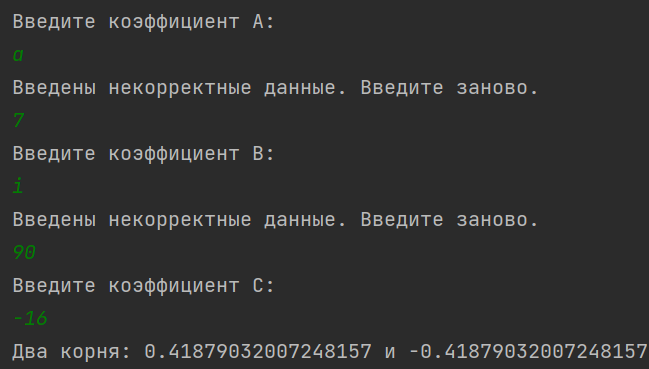 Введите коэффициент A:
a
Введены некорректные данные. Введите заново.
7
Введите коэффициент B:
i
Введены некорректные данные. Введите заново.
90
Введите коэффициент C:
-16
Два корня: 0.41879032007248157 и -0.41879032007248157